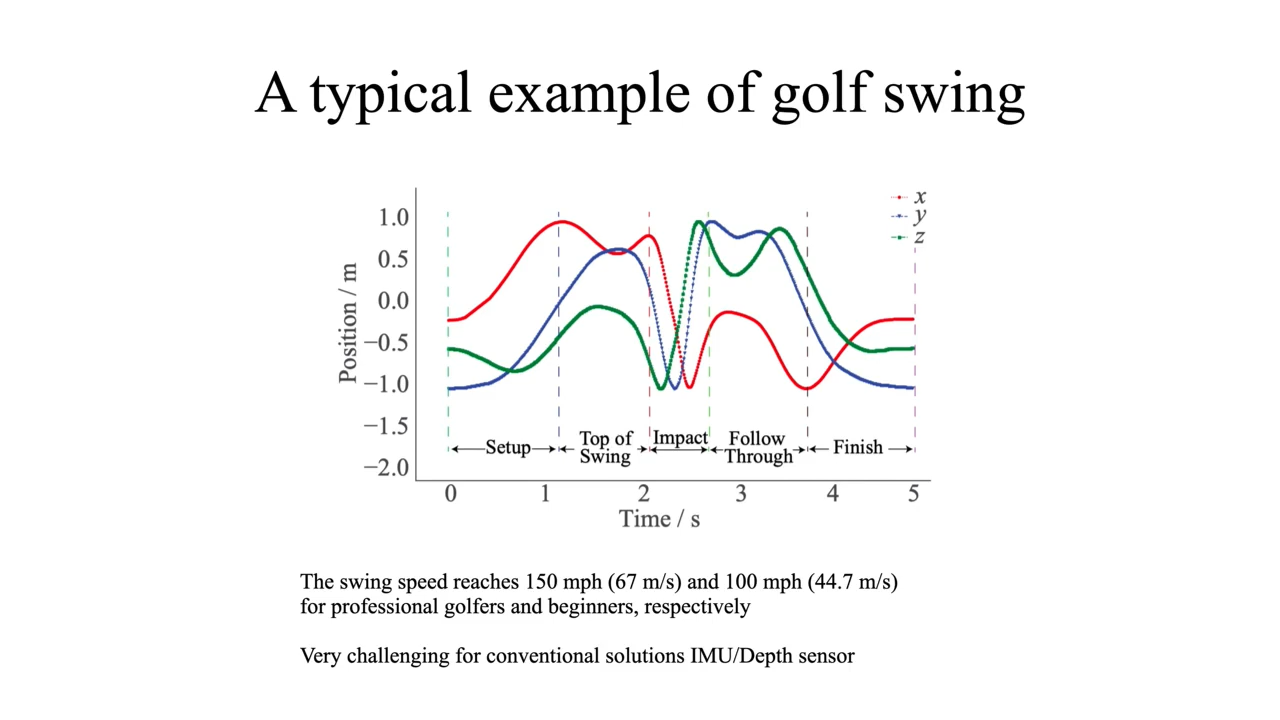 A typical example of golf swing
x
y
z
1.0
0.5
0.0
−0.5
−1.0
−1.5
−2.0
Position / m
Setup
Top of
Swing
Impact
Follow
Through
Finish
0 1 2 3 4 5
Time / s
The swing speed reaches 150 mph (67 m/s) and 100 mph (44.7 m/s)
for professional golfers and beginners, respectively
Very challenging for conventional solutions IMU/Depth sensor